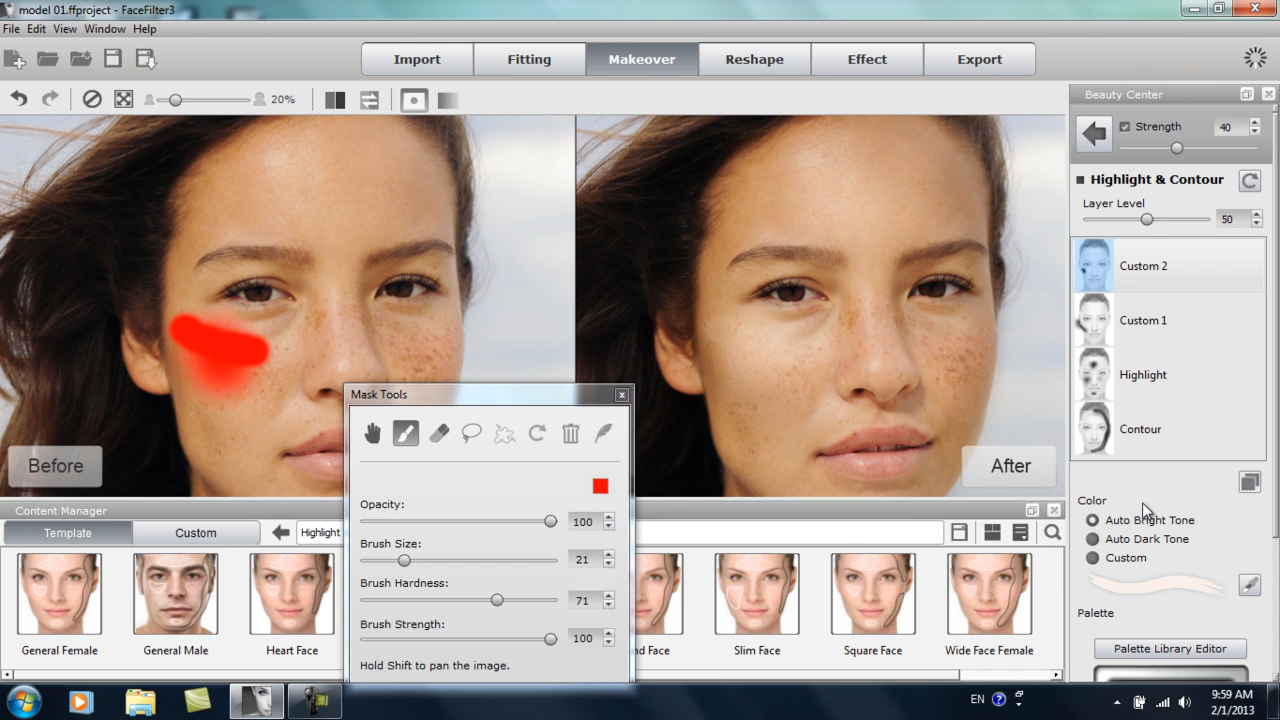 model 01.ffproject - FaceFilter3
File Edit View Window Help
Import Fitting Makeover Reshape Effect Export
20%
Beauty Center
Strength 40
Highlight & Contour
Layer Level
50
Custom 2
Custom 1
Highlight
Contour
Before
After
Mask Tools
Opacity:
100
Brush Size:
21
Brush Hardness:
71
Brush Strength:
100
Hold Shift to pan the image.
Color
Auto Bright Tone
Auto Dark Tone
Custom
Palette
Palette Library Editor
Content Manager
Template Custom Highlight
General Female General Male Heart Face Face Slim Face Square Face Wide Face Female
EN
9:59 AM
2/1/2013